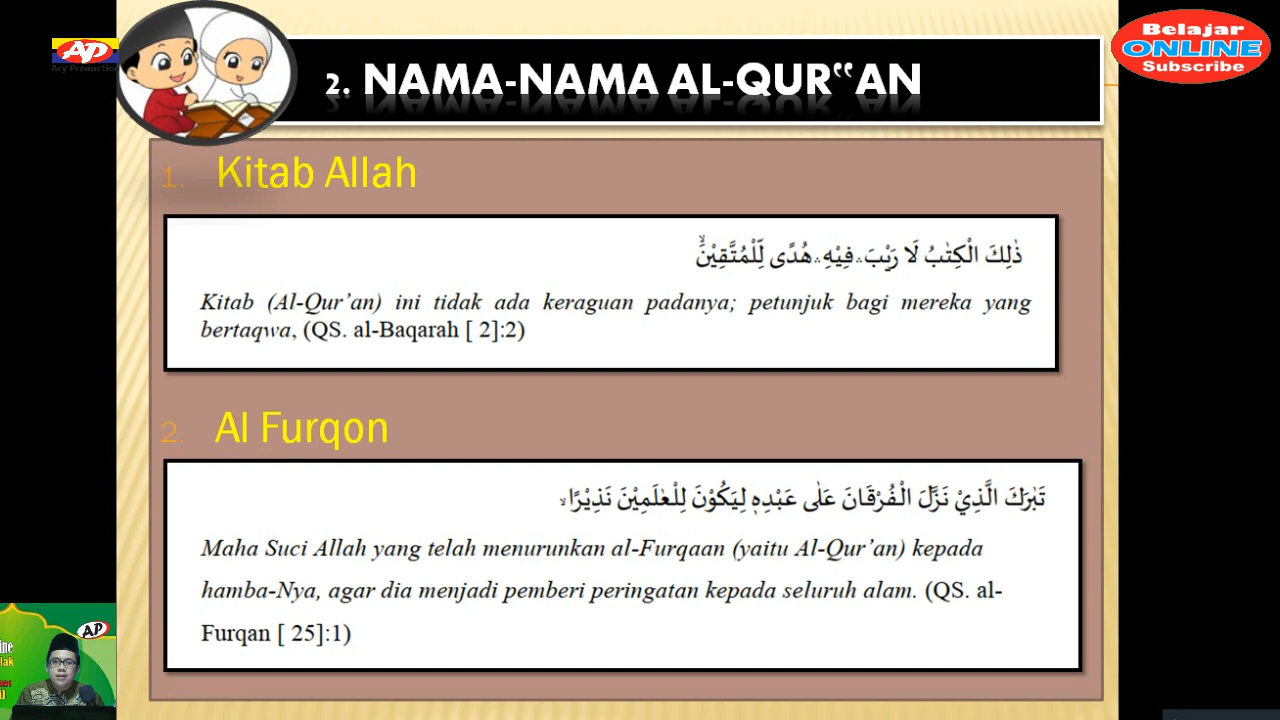 AP
Ary Production
Belajar
ONLINE
Subscribe
2. NAMA-NAMA AL-QUR‟AN
1. Kitab Allah
ذٰلِكَ الْكِتٰبُ لَا رَيْبَ ۛ فِيْهِ ۛ هُدًى لِّلْمُتَّقِيْنَۙ
Kitab (Al-Qur’an) ini tidak ada keraguan padanya; petunjuk bagi mereka yang
bertaqwa, (QS. al-Baqarah [ 2]:2)
2. Al Furqon
تَبٰرَكَ الَّذِيْ نَزَّلَ الْفُرْقَانَ عَلٰى عَبْدِهٖ لِيَكُوْنَ لِلْعٰلَمِيْنَ نَذِيْرًا ۙ
Maha Suci Allah yang telah menurunkan al-Furqaan (yaitu Al-Qur’an) kepada
hamba-Nya, agar dia menjadi pemberi peringatan kepada seluruh alam. (QS. al-
Furqan [ 25]:1)
AP